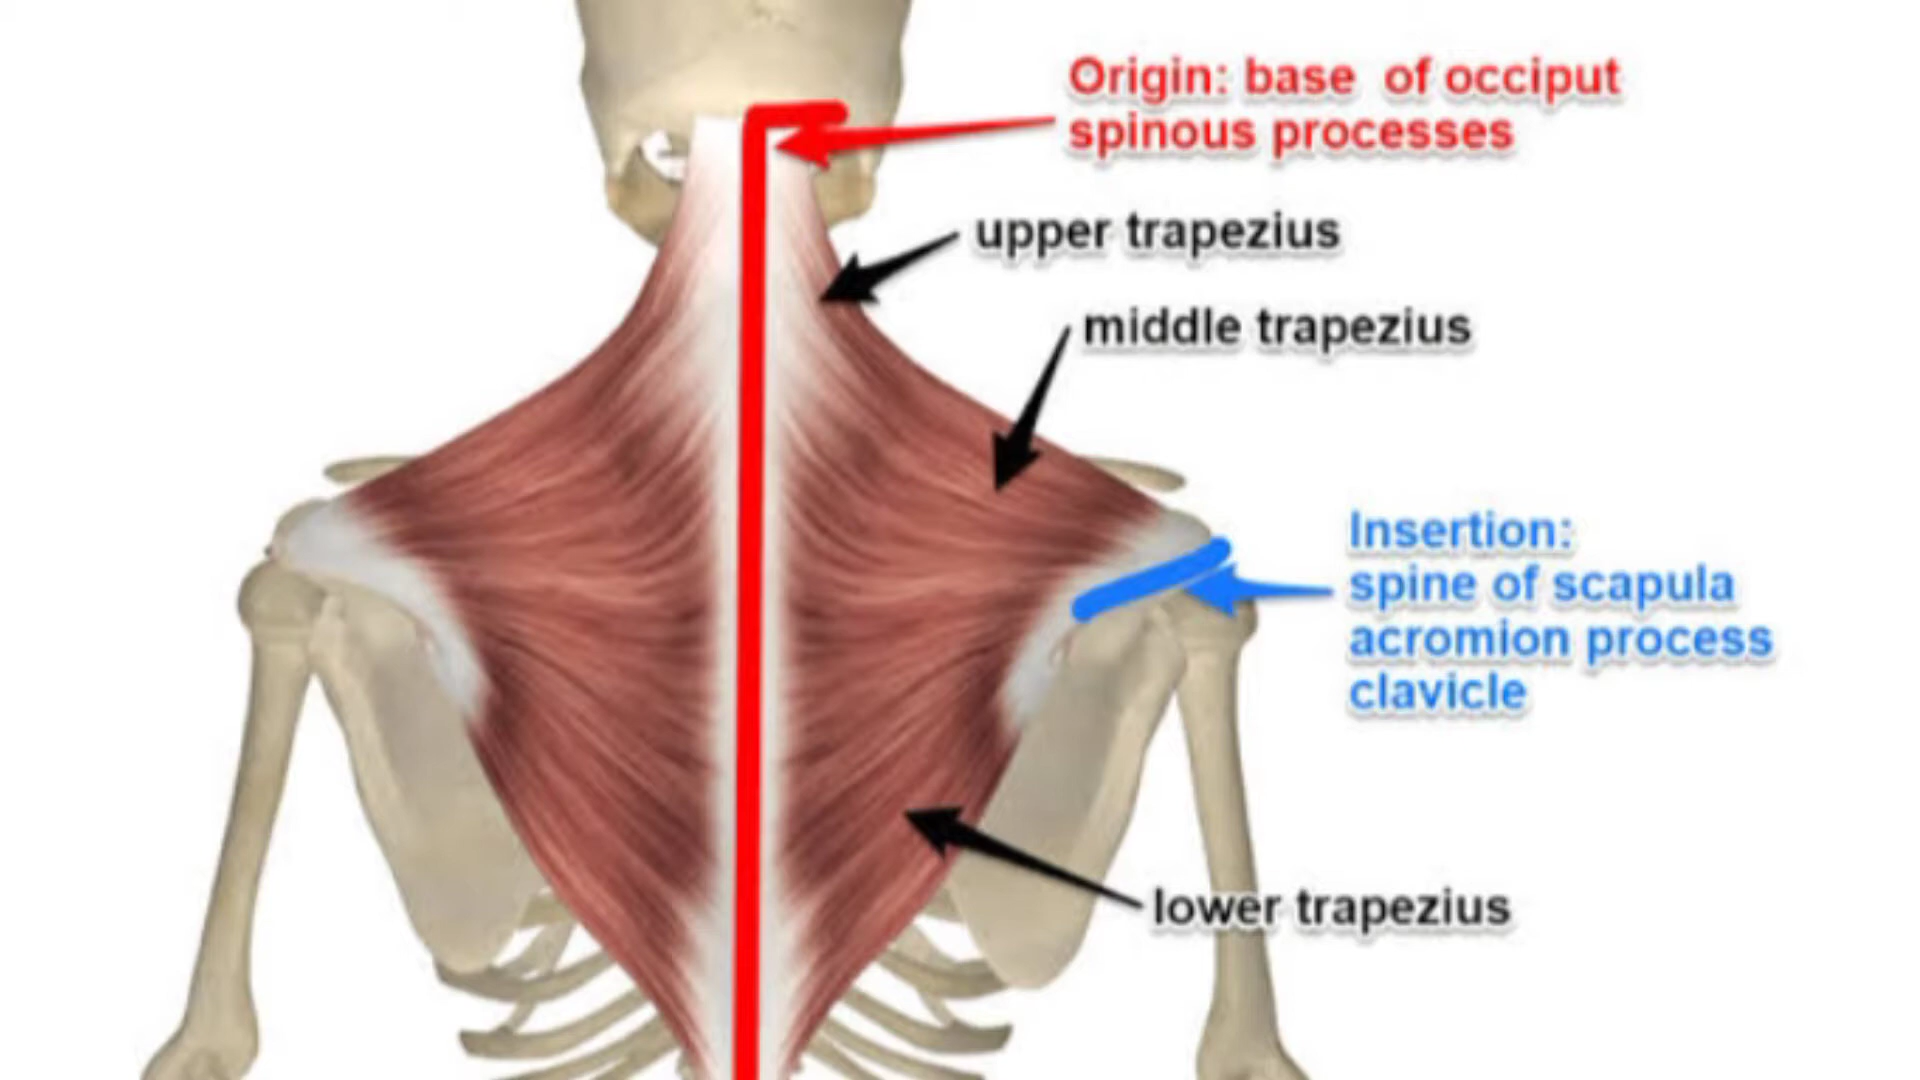 Origin: base of occiput
spinous processes
upper trapezius
middle trapezius
Insertion:
spine of scapula
acromion process
clavicle
lower trapezius